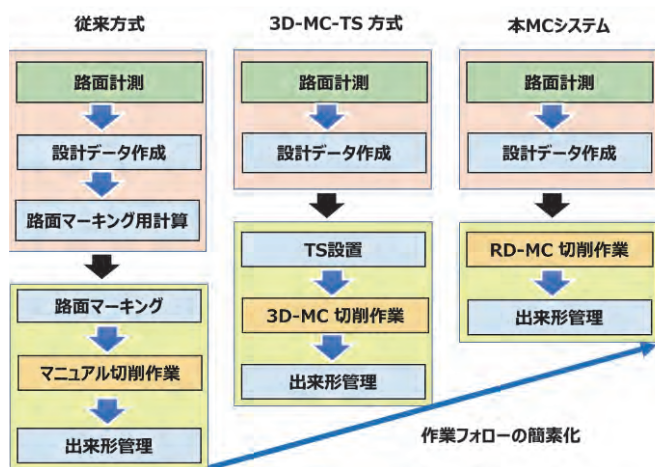 従来方式
路面計測
設計データ作成
路面マーキング用計算
路面マーキング
マニュアル切削作業
出来形管理
3D-MC-TS 方式
路面計測
設計データ作成
TS設置
3D-MC 切削作業
出来形管理
本MCシステム
路面計測
設計データ作成
RD-MC 切削作業
出来形管理
作業フォローの簡素化